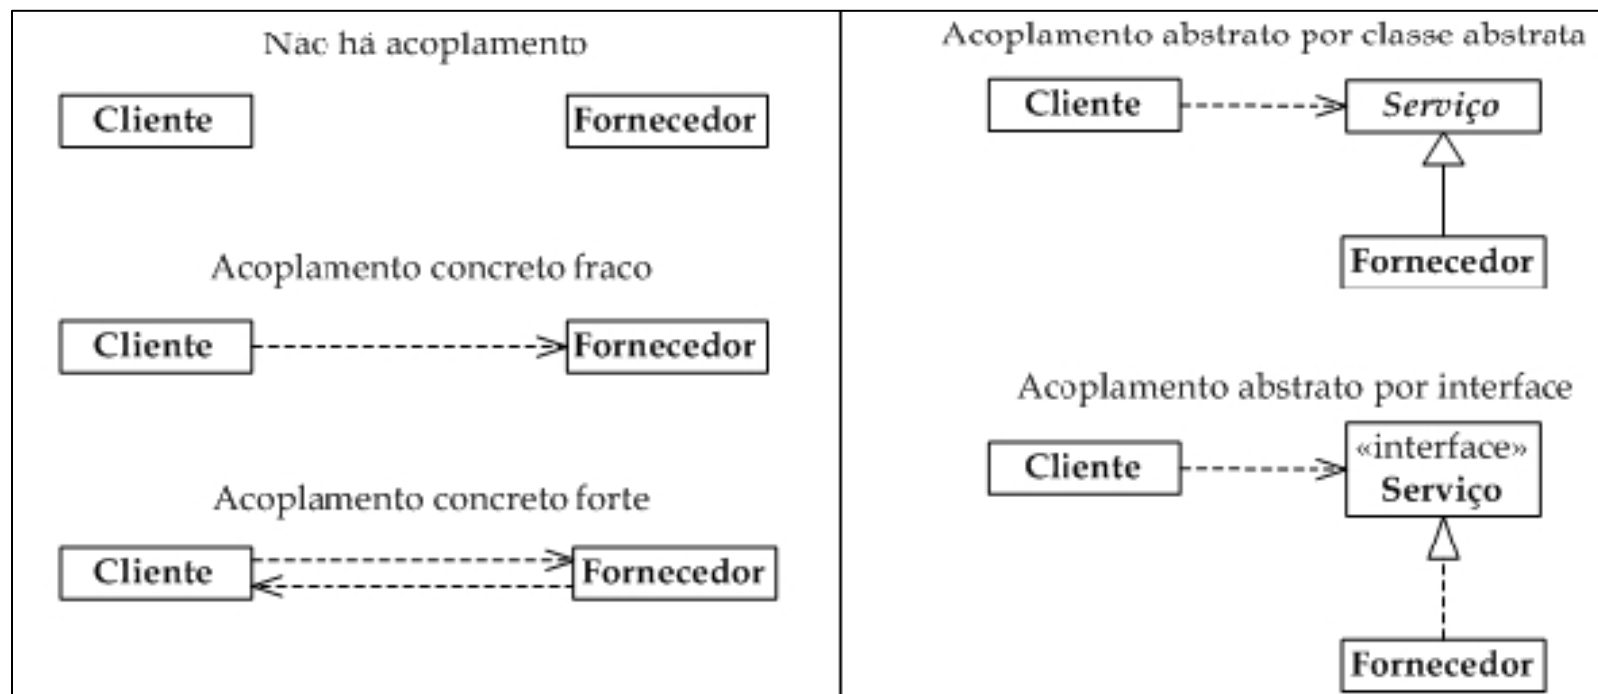 Não há acoplamento
Cliente
Fornecedor
Acoplamento concreto fraco
Cliente
Fornecedor
Acoplamento concreto forte
Cliente
Fornecedor
Acoplamento abstrato por classe abstrata
Cliente
Serviço
Fornecedor
Acoplamento abstrato por interface
Cliente
«interface»
Serviço
Fornecedor